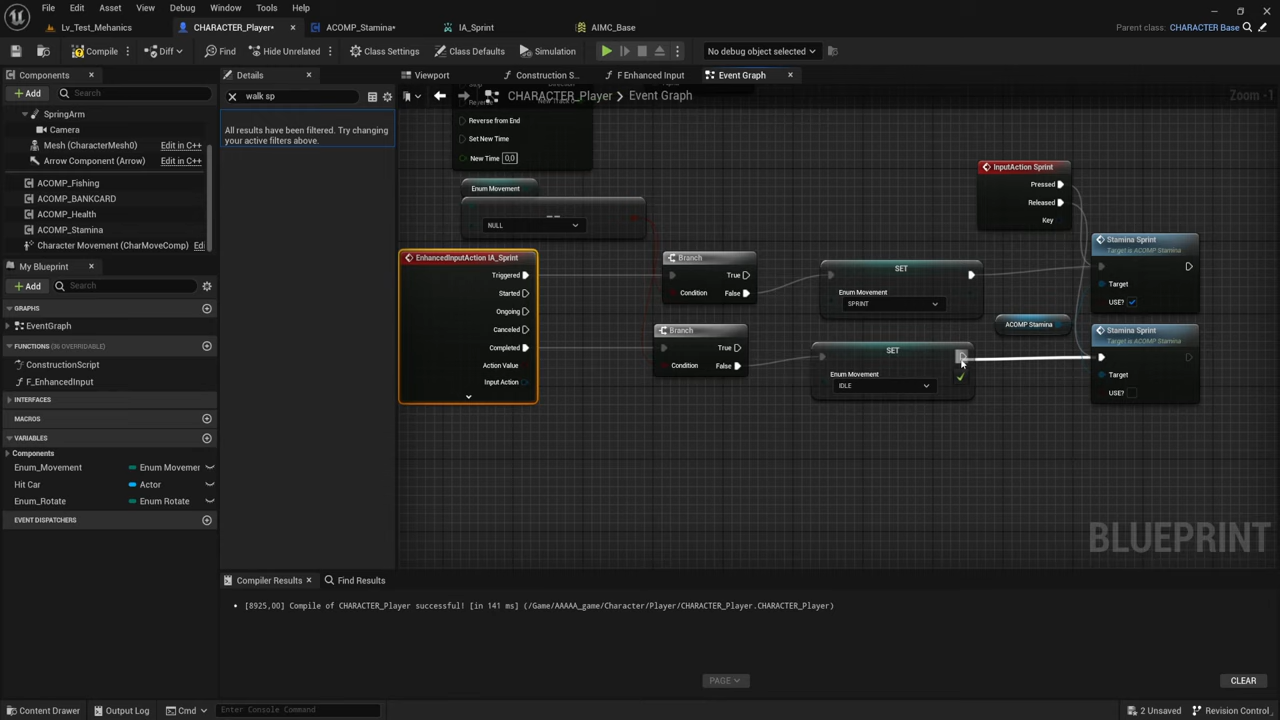 File Edit Asset View Debug Window Tools Help
Lv_Test_Mehanics CHARACTER_Player* ACOMP_Stamina* IA_Sprint AIMC_Base
Parent class: CHARACTER Base
Compile Diff Find Hide Unrelated Class Settings Class Defaults Simulation No debug object selected
Components Details Viewport Construction S... F Enhanced Input Event Graph
Add Search walk sp CHARACTER_Player > Event Graph Zoom -1
SpringArm
Camera
Mesh (CharacterMesh0) Edit in C++
Arrow Component (Arrow) Edit in C++
ACOMP_Fishing
ACOMP_BANKCARD
ACOMP_Health
ACOMP_Stamina
Character Movement (CharMoveComp) Edi
My Blueprint
Add Search
GRAPHS
EventGraph
FUNCTIONS (30 OVERRIDABLE)
ConstructionScript
F_EnhancedInput
INTERFACES
MACROS
VARIABLES
Components
Enum_Movement Enum Movemer
Hit Car Actor
Enum_Rotate Enum Rotate
EVENT DISPATCHERS
All results have been filtered. Try changing
your active filters above.
Reverse
Reverse from End
Set New Time
New Time 0,0
Enum Movement
==
NULL
EnhancedInputAction IA_Sprint
Triggered
Started
Ongoing
Canceled
Completed
Action Value
Input Action
Branch
True
Condition False
Branch
True
Condition False
SET
Enum Movement
SPRINT
SET
Enum Movement
IDLE
InputAction Sprint
Pressed
Released
Key
ACOMP Stamina
Stamina Sprint
Target is ACOMP Stamina
Target
USE?
Stamina Sprint
Target is ACOMP Stamina
Target
USE?
BLUEPRINT
Compiler Results Find Results
[8925,00] Compile of CHARACTER_Player successful! [in 141 ms] (/Game/AAAAA_game/Character/Player/CHARACTER_Player.CHARACTER_Player)
PAGE CLEAR
Content Drawer Output Log Cmd Enter Console Command 2 Unsaved Revision Control